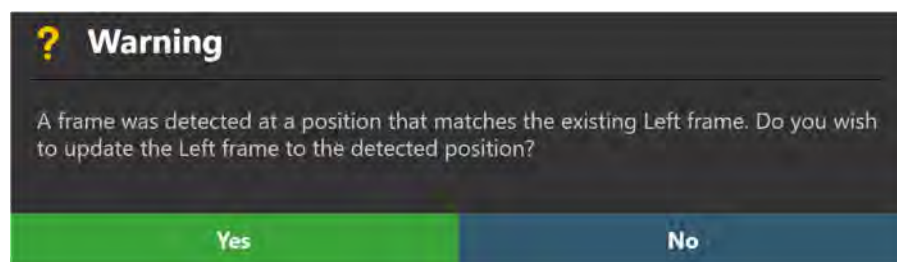 ? Warning
A frame was detected at a position that matches the existing Left frame. Do you wish
to update the Left frame to the detected position?
Yes No